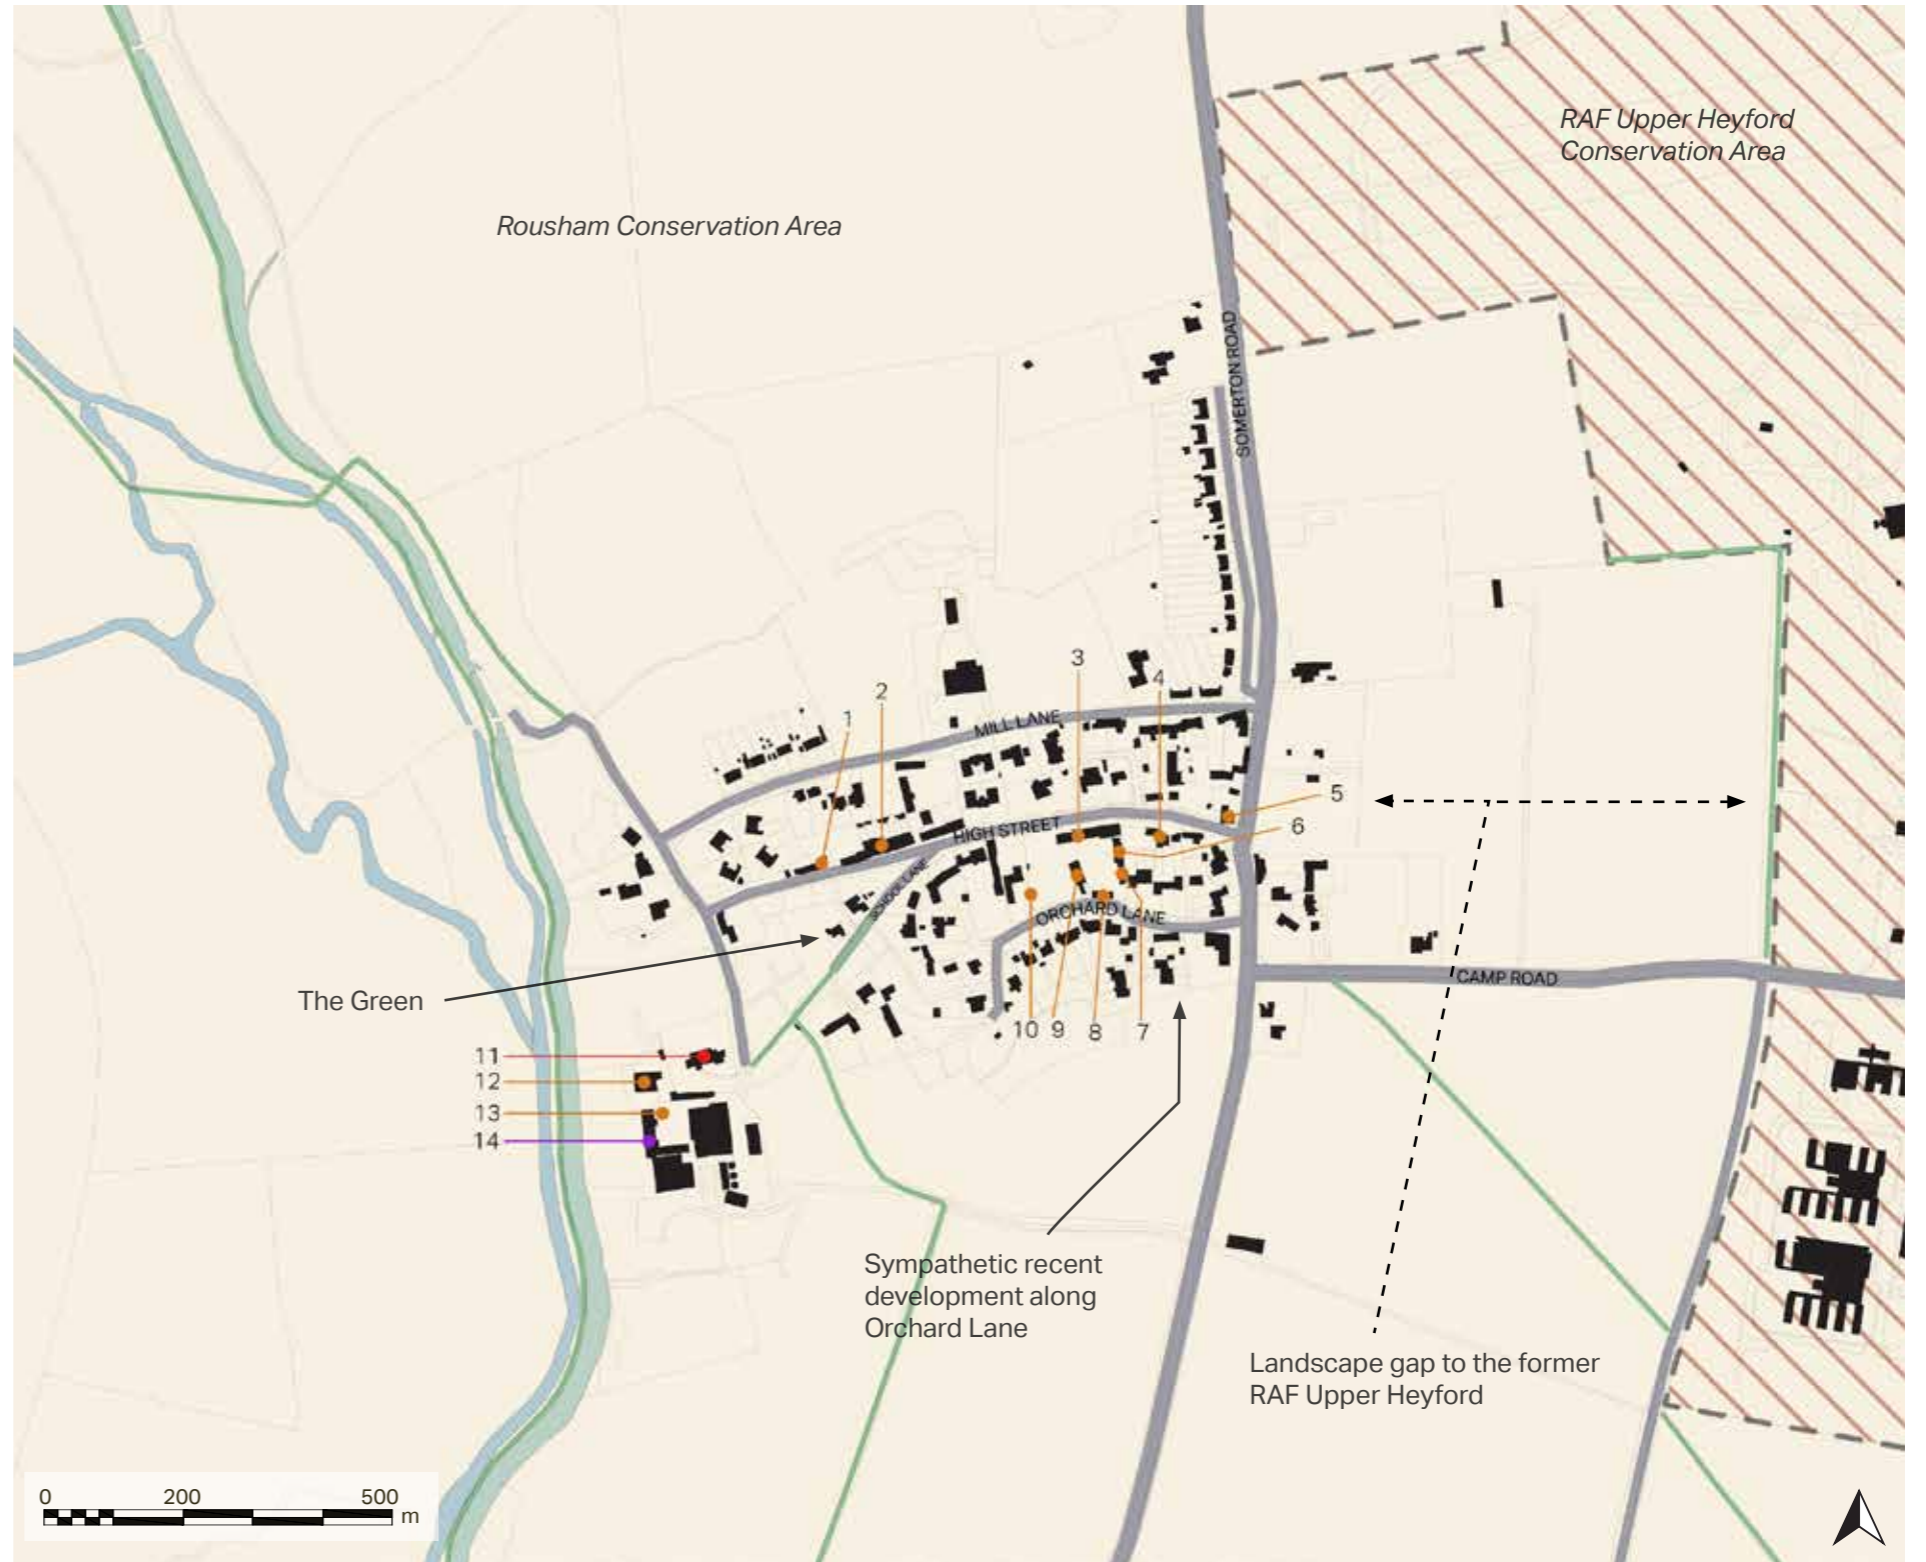 RAF Upper Heyford
Conservation Area
Rousham Conservation Area
SOMERTON ROAD
3
4
2
1
MILL LANE
5
HIGH STREET
6
SCHOOL LANE
ORCHARD LANE
The Green
CAMP ROAD
10 9 8 7
11
12
13
14
Sympathetic recent
development along
Orchard Lane
Landscape gap to the former
RAF Upper Heyford
0 200 500
m